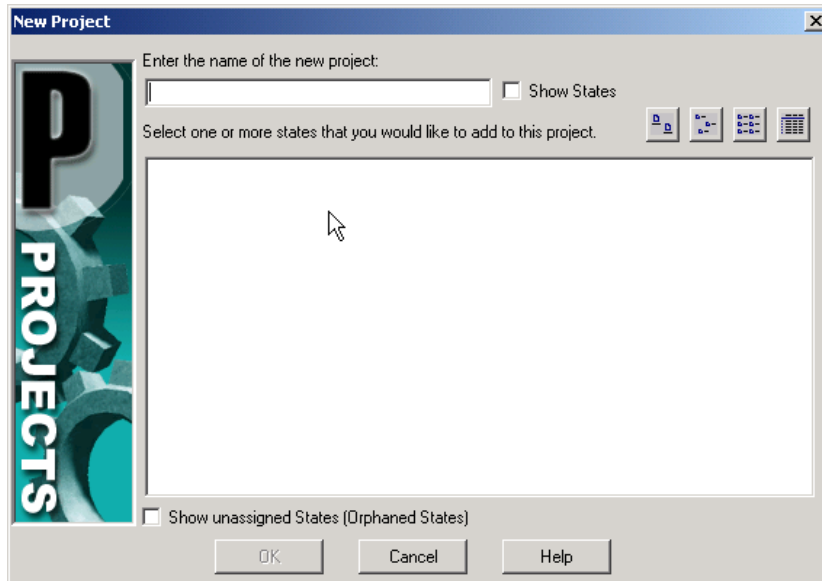 New Project
P
PROJECTS
Enter the name of the new project:
Show States
Select one or more states that you would like to add to this project.
Show unassigned States (Orphaned States)
OK
Cancel
Help